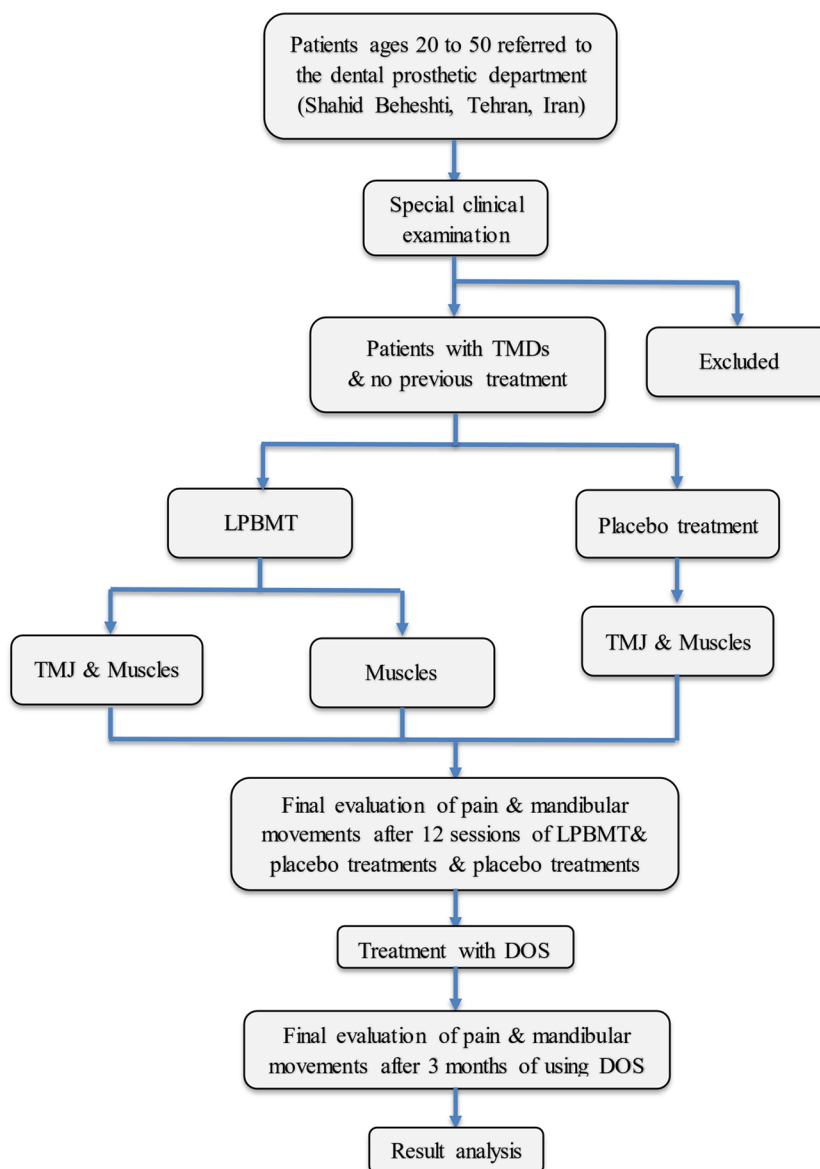 Patients ages 20 to 50 referred to
the dental prosthetic department
(Shahid Beheshti, Tehran, Iran)
Special clinical
examination
Patients with TMDs
& no previous treatment
Excluded
LPBMT
Placebo treatment
TMJ & Muscles
Muscles
TMJ & Muscles
Final evaluation of pain & mandibular
movements after 12 sessions of LPBMT&
placebo treatments & placebo treatments
Treatment with DOS
Final evaluation of pain & mandibular
movements after 3 months of using DOS
Result analysis